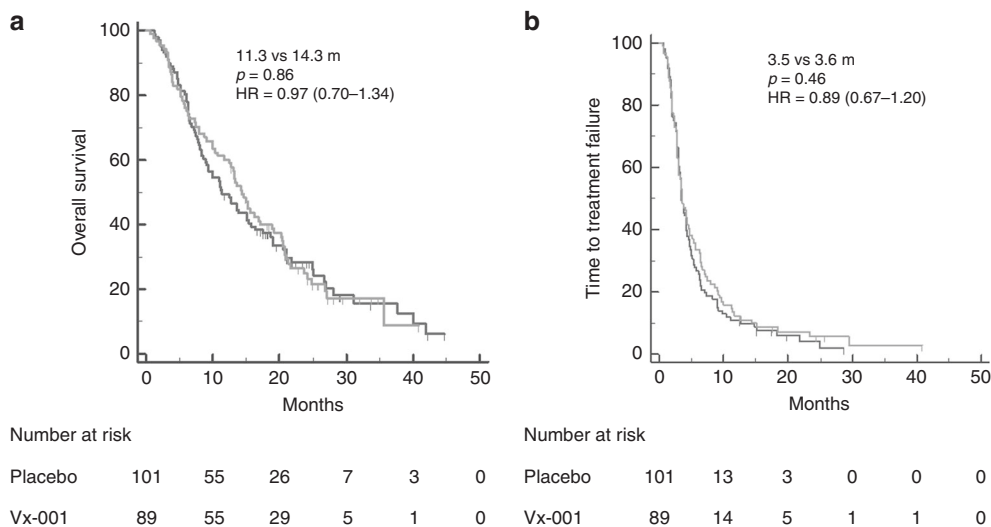 a
100
80
60
40
20
0
Overall survival
11.3 vs 14.3 m
p = 0.86
HR = 0.97 (0.70–1.34)
0 10 20 30 40 50
Months
Number at risk
Placebo 101 55 26 7 3 0
Vx-001 89 55 29 5 1 0
b
100
80
60
40
20
0
Time to treatment failure
3.5 vs 3.6 m
p = 0.46
HR = 0.89 (0.67–1.20)
0 10 20 30 40 50
Months
Number at risk
Placebo 101 13 3 0 0 0
Vx-001 89 14 5 1 1 0